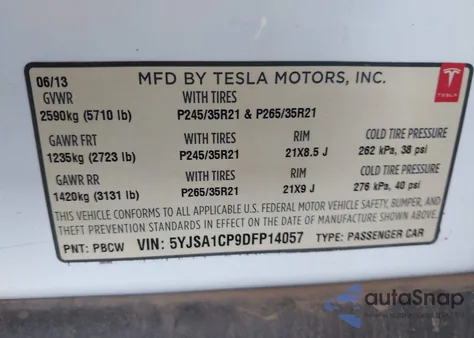 06/13 MFD BY TESLA MOTORS, INC.
TESLA
GVWR WITH TIRES
2590kg (5710 lb) P245/35R21 & P265/35R21
GAWR FRT WITH TIRES RIM COLD TIRE PRESSURE
1235kg (2723 lb) P245/35R21 21X8.5 J 262 kPa, 38 psi
GAWR RR WITH TIRES RIM COLD TIRE PRESSURE
1420kg (3131 lb) P265/35R21 21X9 J 276 kPa, 40 psi
THIS VEHICLE CONFORMS TO ALL APPLICABLE U.S. FEDERAL MOTOR VEHICLE SAFETY, BUMPER, AND
THEFT PREVENTION STANDARDS IN EFFECT ON THE DATE OF MANUFACTURE SHOWN ABOVE.
PNT: PBCW VIN: 5YJSA1CP9DFP14057 TYPE: PASSENGER CAR
autoSnap